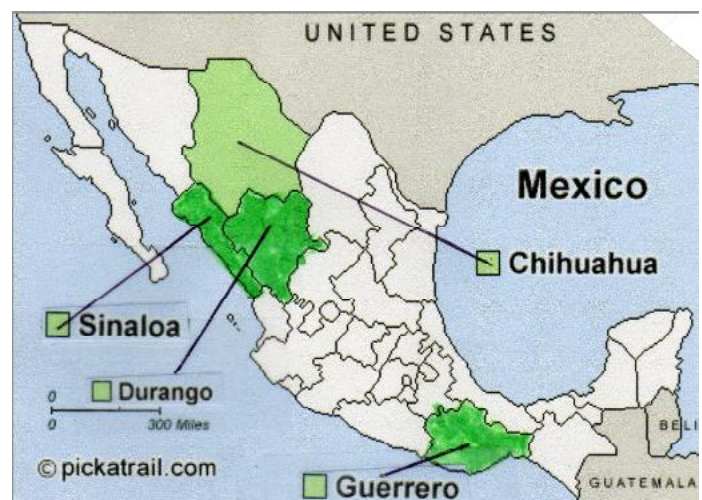 UNITED STATES
Mexico
Chihuahua
Sinaloa
Durango
0
0 300 Miles
BELI
© pickatrail.com
GUATEMALA
Guerrero